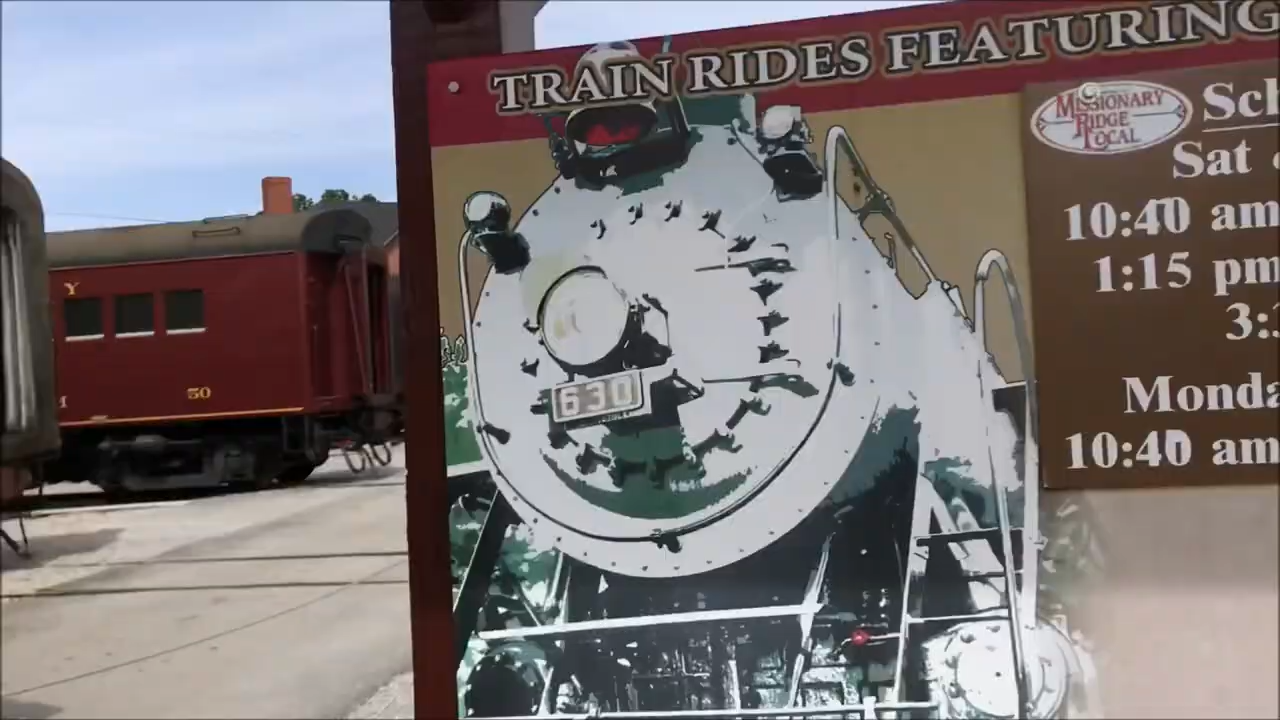 TRAIN RIDES FEATURING
MISSIONARY
RIDGE
LOCAL
Sat
10:40 am
1:15 pm
Monda
10:40 am
630
Y
50